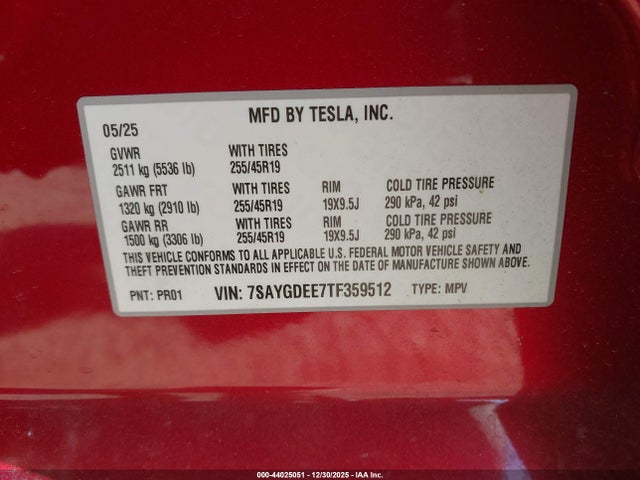 MFD BY TESLA, INC.
05/25
GVWR WITH TIRES
2511 kg (5536 lb) 255/45R19
GAWR FRT WITH TIRES RIM COLD TIRE PRESSURE
1320 kg (2910 lb) 255/45R19 19X9.5J 290 kPa, 42 psi
GAWR RR WITH TIRES RIM COLD TIRE PRESSURE
1500 kg (3306 lb) 255/45R19 19X9.5J 290 kPa, 42 psi
THIS VEHICLE CONFORMS TO ALL APPLICABLE U.S. FEDERAL MOTOR VEHICLE SAFETY AND
THEFT PREVENTION STANDARDS IN EFFECT ON THE DATE OF MANUFACTURE SHOWN ABOVE.
PNT: PR01 VIN: 7SAYGDEE7TF359512 TYPE: MPV
000-44025051 - 12/30/2025 - IAA Inc.